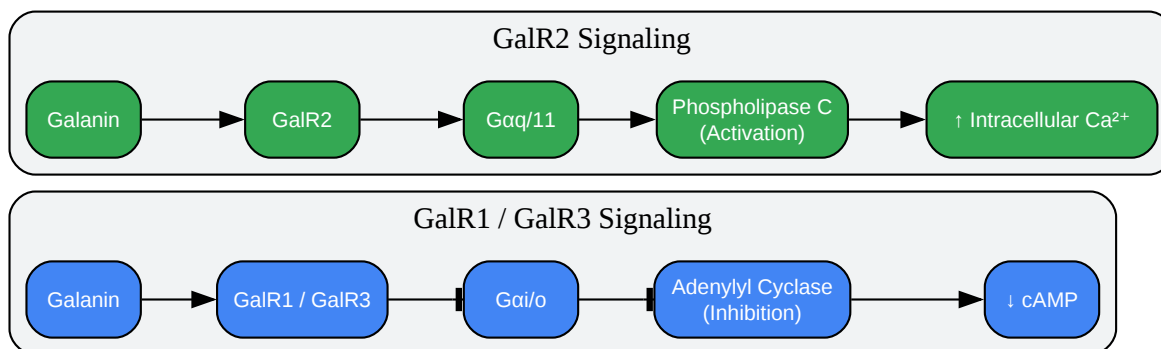 GalR2 Signaling
Galanin
GalR2
Gαq/11
Phospholipase C
(Activation)
↑ Intracellular Ca²⁺
GalR1 / GalR3 Signaling
Galanin
GalR1 / GalR3
Gαi/o
Adenylyl Cyclase
(Inhibition)
↓ cAMP